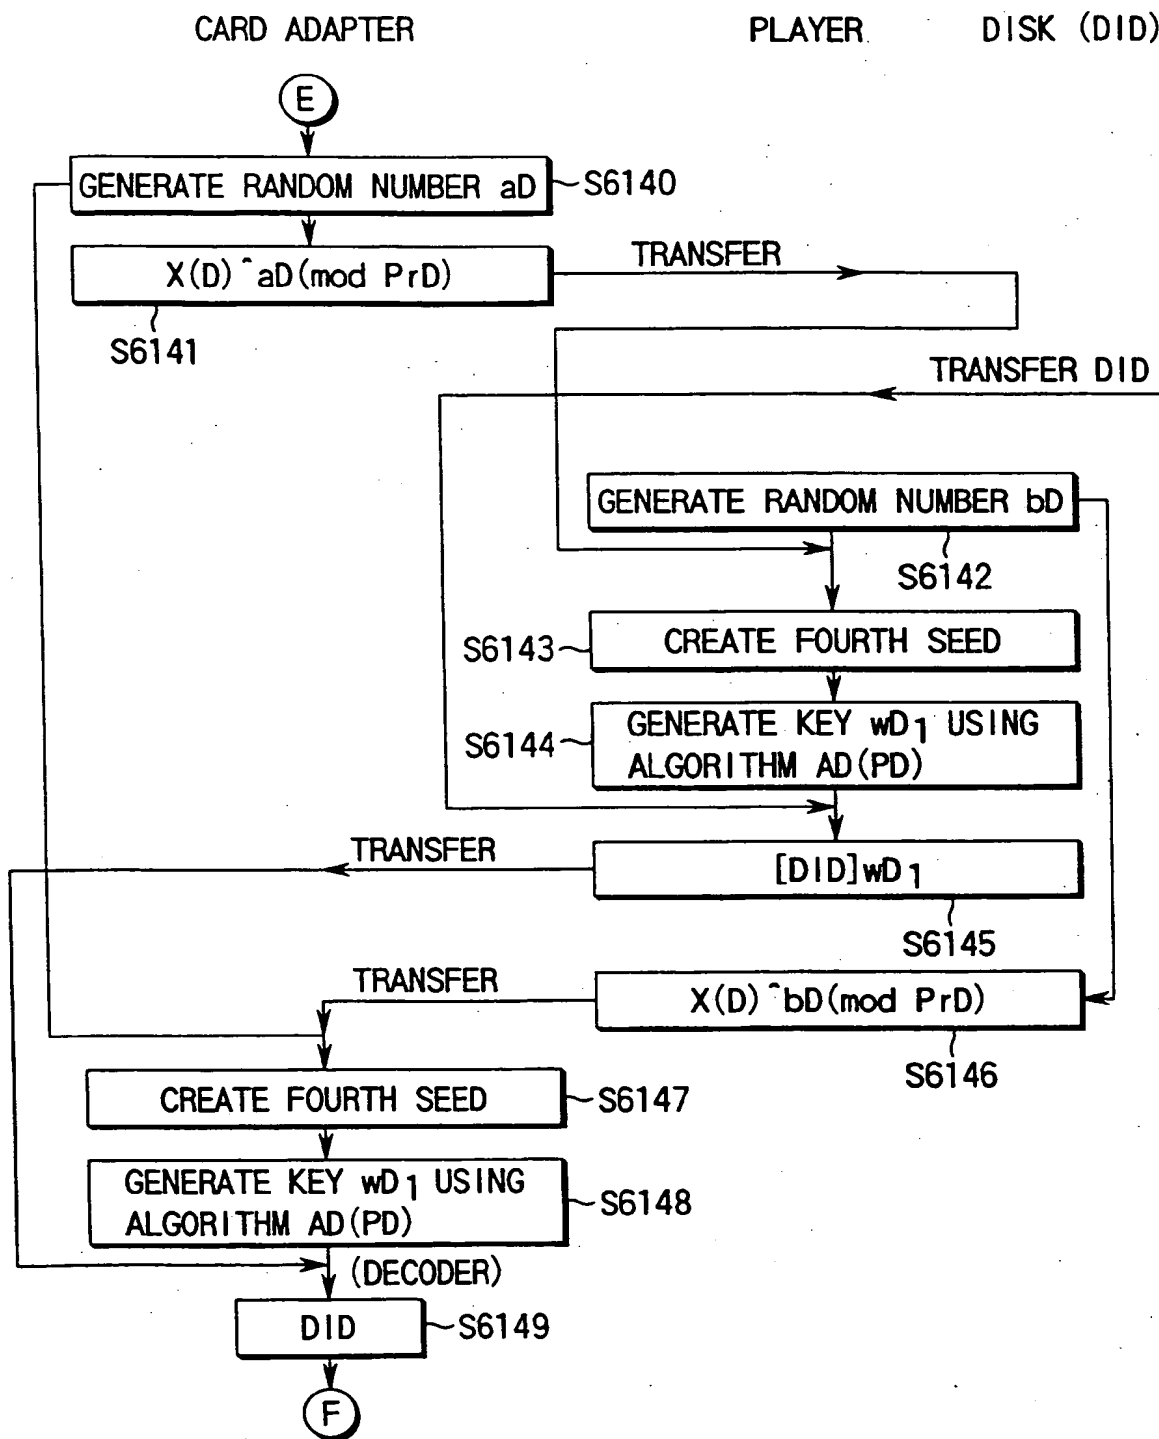 CARD ADAPTER
PLAYER
DISK (DID)
E
GENERATE RANDOM NUMBER aD
S6140
X(D)^aD(mod PrD)
S6141
TRANSFER
TRANSFER DID
GENERATE RANDOM NUMBER bD
S6142
CREATE FOURTH SEED
S6143
GENERATE KEY wD1 USING
ALGORITHM AD(PD)
S6144
TRANSFER
[DID]wD1
S6145
TRANSFER
X(D)^bD(mod PrD)
S6146
CREATE FOURTH SEED
S6147
GENERATE KEY wD1 USING
ALGORITHM AD(PD)
S6148
(DECODER)
DID
S6149
F